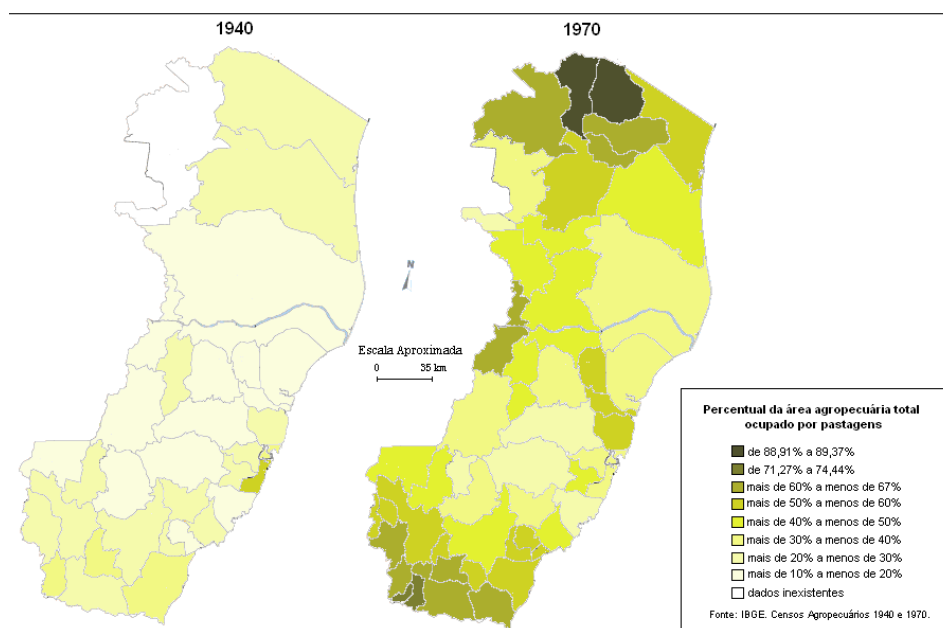 1940
1970
N
Escala Aproximada
0 35 km
Percentual da área agropecuária total
ocupado por pastagens
de 88,91% a 89,37%
de 71,27% a 74,44%
mais de 60% a menos de 67%
mais de 50% a menos de 60%
mais de 40% a menos de 50%
mais de 30% a menos de 40%
mais de 20% a menos de 30%
mais de 10% a menos de 20%
dados inexistentes
Fonte: IBGE. Censos Agropecuários 1940 e 1970.